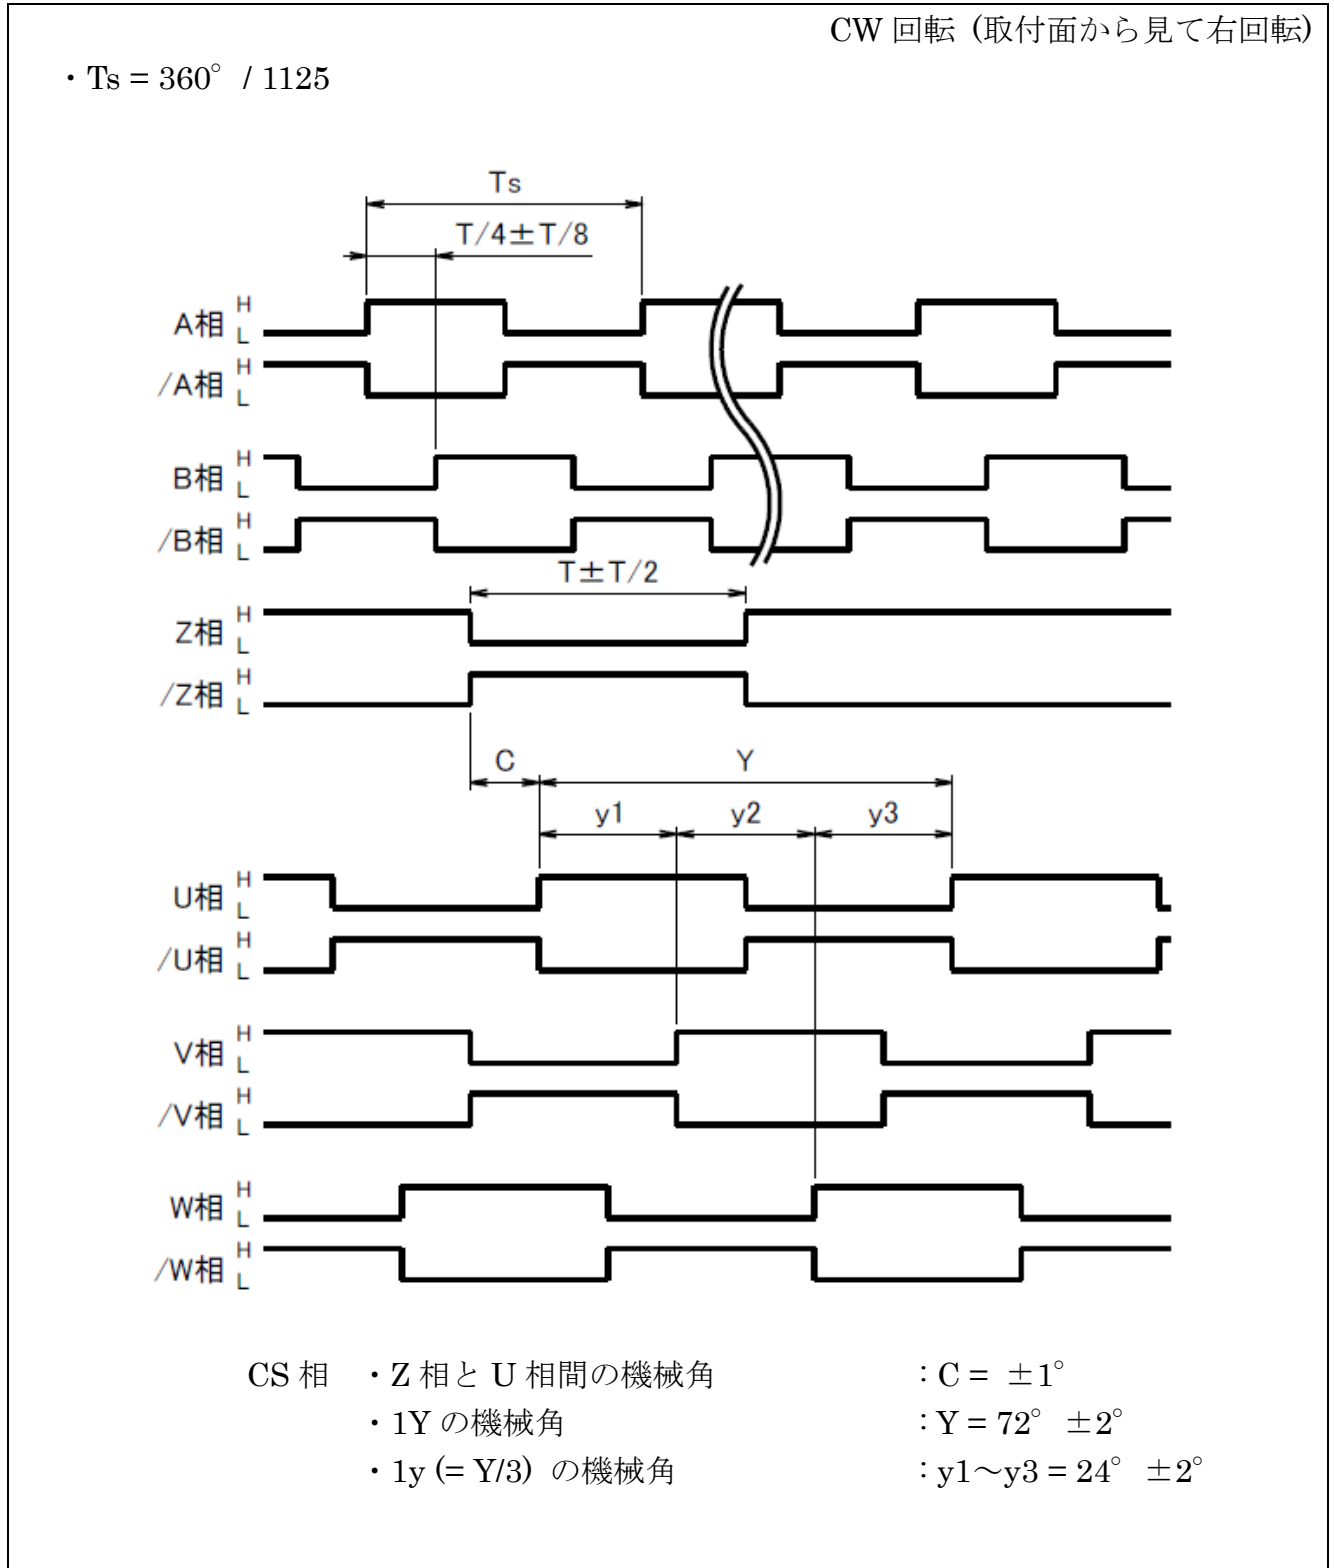 CW 回転 (取付面から見て右回転)
・Ts = 360° / 1125
Ts
T/4±T/8
A相 H L
/A相 H L
B相 H L
/B相 H L
T±T/2
Z相 H L
/Z相 H L
C Y
y1 y2 y3
U相 H L
/U相 H L
V相 H L
/V相 H L
W相 H L
/W相 H L
CS 相 ・Z 相と U 相間の機械角 : C = ±1°
・1Y の機械角 : Y = 72° ±2°
・1y (= Y/3) の機械角 : y1～y3 = 24° ±2°